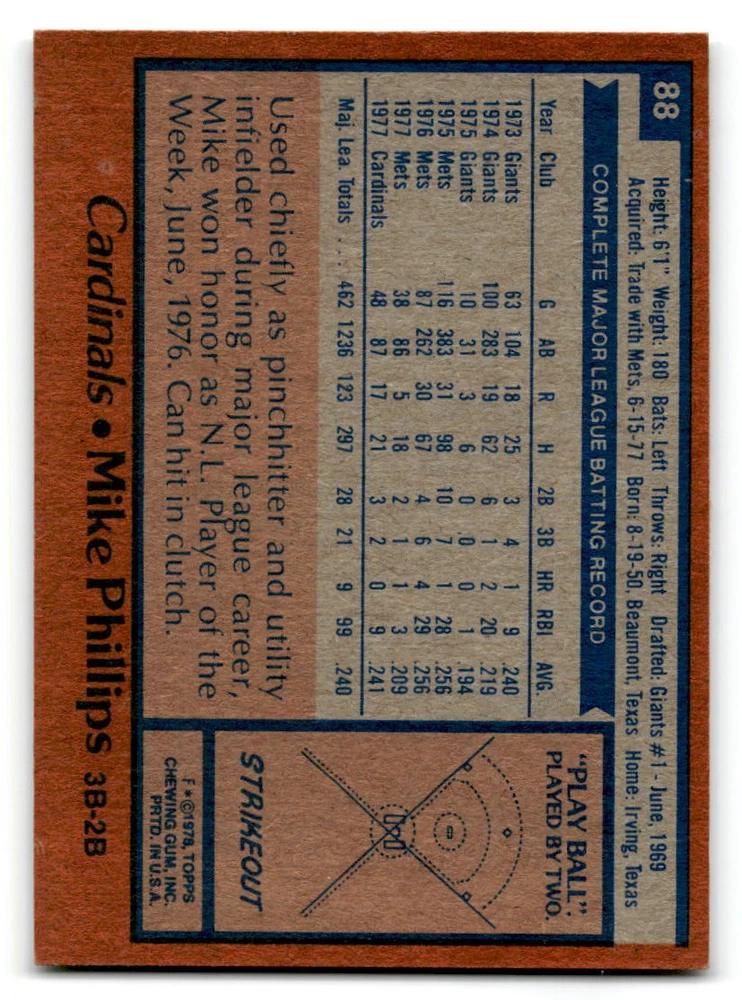 88
Height: 6'1" Weight: 180 Bats: Left Throws: Right Drafted: Giants #1 - June, 1969
Acquired: Trade with Mets, 6-15-77 Born: 8-19-50, Beaumont, Texas Home: Irving, Texas
COMPLETE MAJOR LEAGUE BATTING RECORD
Year Club G AB R H 2B 3B HR RBI AVG.
1973 Giants 63 104 18 25 3 4 1 9 .240
1974 Giants 100 283 19 62 6 1 2 20 .219
1975 Giants 10 31 3 6 0 0 0 1 .194
1975 Mets 116 383 31 98 10 7 1 28 .256
1976 Mets 87 262 30 67 4 6 4 29 .256
1977 Mets 38 86 5 18 2 1 1 3 .209
1977 Cardinals 48 87 17 21 3 2 0 9 .241
Maj. Lea. Totals . . . . 462 1236 123 297 28 21 9 99 .240
Used chiefly as pinchhitter and utility
infielder during major league career,
Mike won honor as N.L. Player of the
Week, June, 1976. Can hit in clutch.
"PLAY BALL".
PLAYED BY TWO.
STRIKEOUT
F*©1978, TOPPS
CHEWING GUM, INC.
PRTD. IN U.S.A.
Cardinals • Mike Phillips 3B-2B